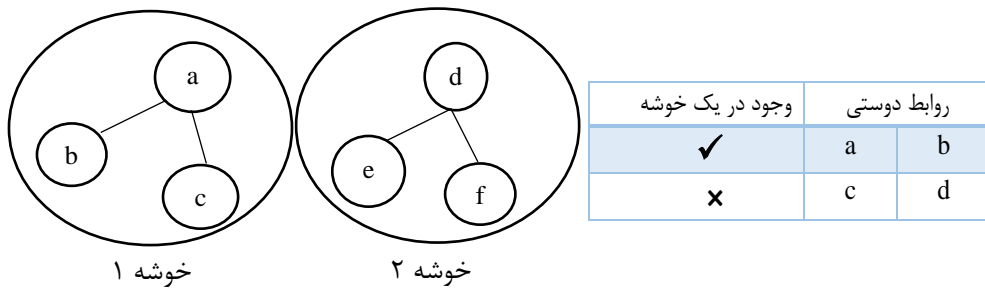 a
b
c
خوشه ۱
d
e
f
خوشه ۲
روابط دوستی	وجود در یک خوشه
b	a	✓
d	c	×